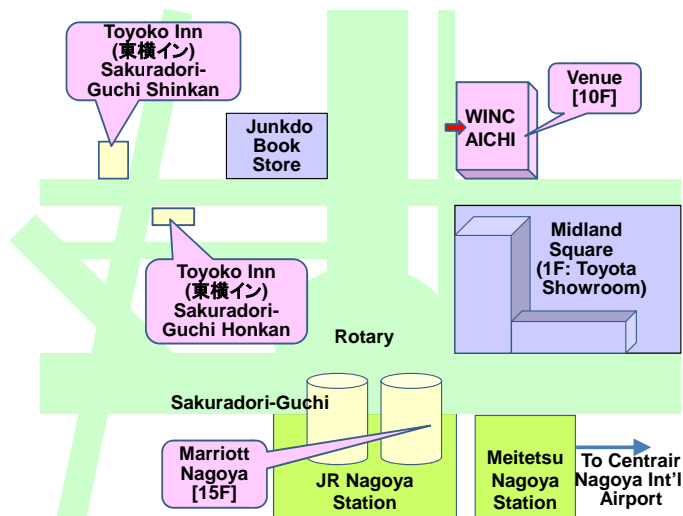 Toyoko Inn
(東横イン)
Sakuradori-
Guchi Shinkan
Junkdo
Book
Store
WINC
AICHI
Venue
[10F]
Toyoko Inn
(東横イン)
Sakuradori-
Guchi Honkan
Midland
Square
(1F: Toyota
Showroom)
Rotary
Sakuradori-Guchi
Marriott
Nagoya
[15F]
JR Nagoya
Station
Meitetsu
Nagoya
Station
To Centrair
Nagoya Int'l
Airport